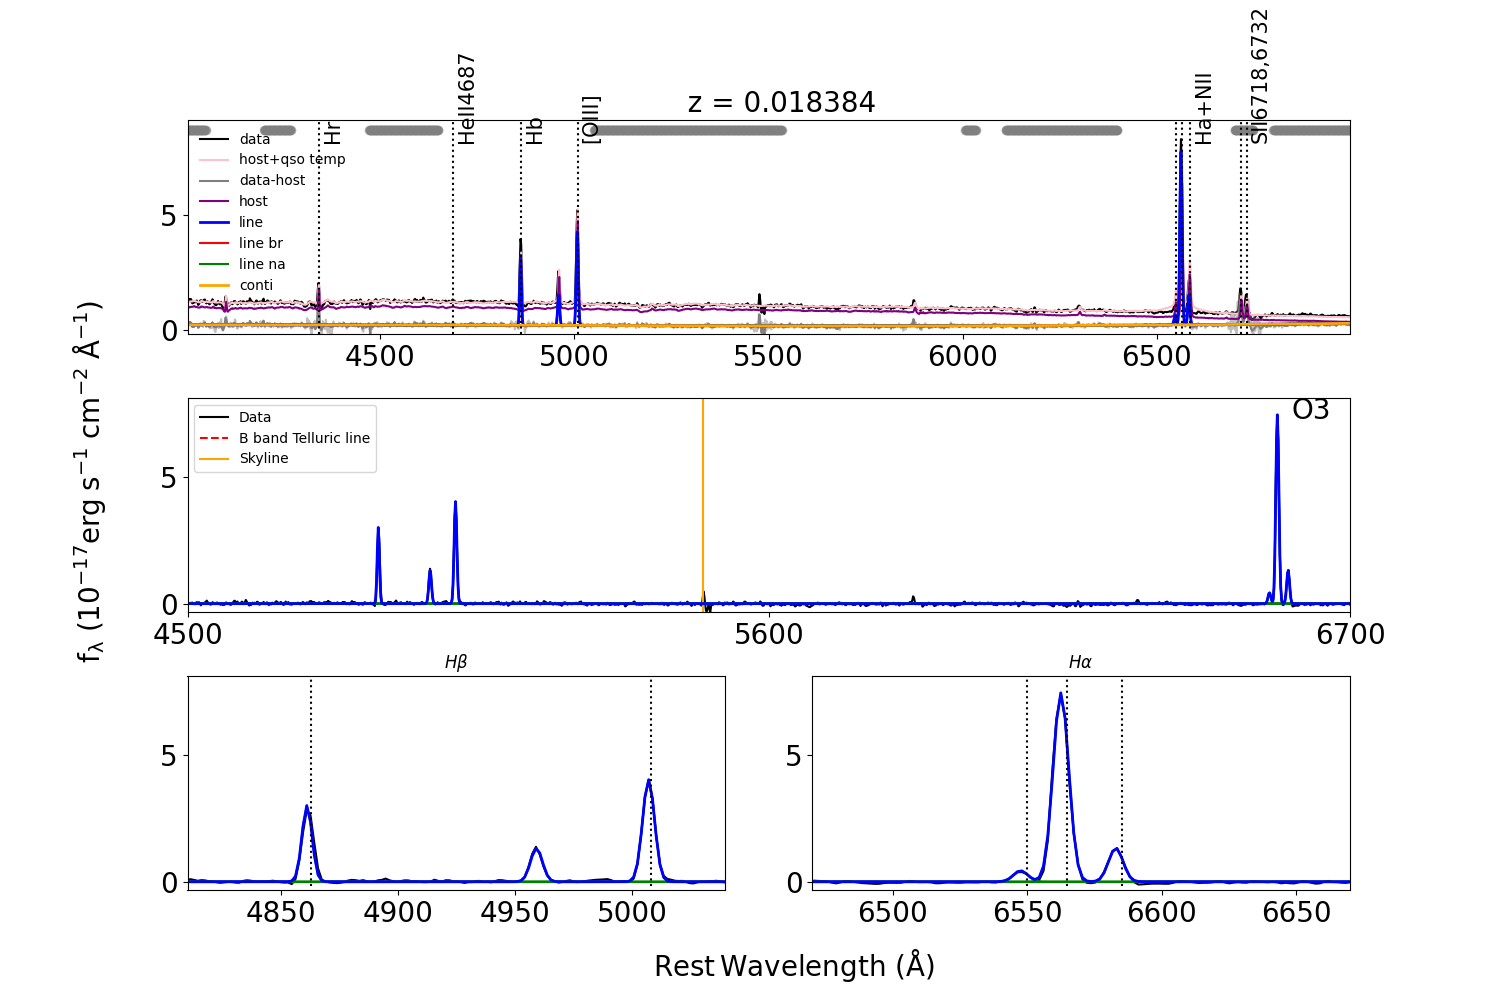 z = 0.018384
Hr
HeII4687
Hb
[OIII]
Ha+NII
SII6718,6732
data
host+qso temp
data-host
host
line
line br
line na
conti
5
0
4500
5000
5500
6000
6500
Data
B band Telluric line
Skyline
O3
5
0
4500
5600
6700
fλ (10⁻¹⁷erg s⁻¹ cm⁻² Å⁻¹)
Hβ
5
0
4850
4900
4950
5000
Hα
5
0
6500
6550
6600
6650
Rest Wavelength (Å)